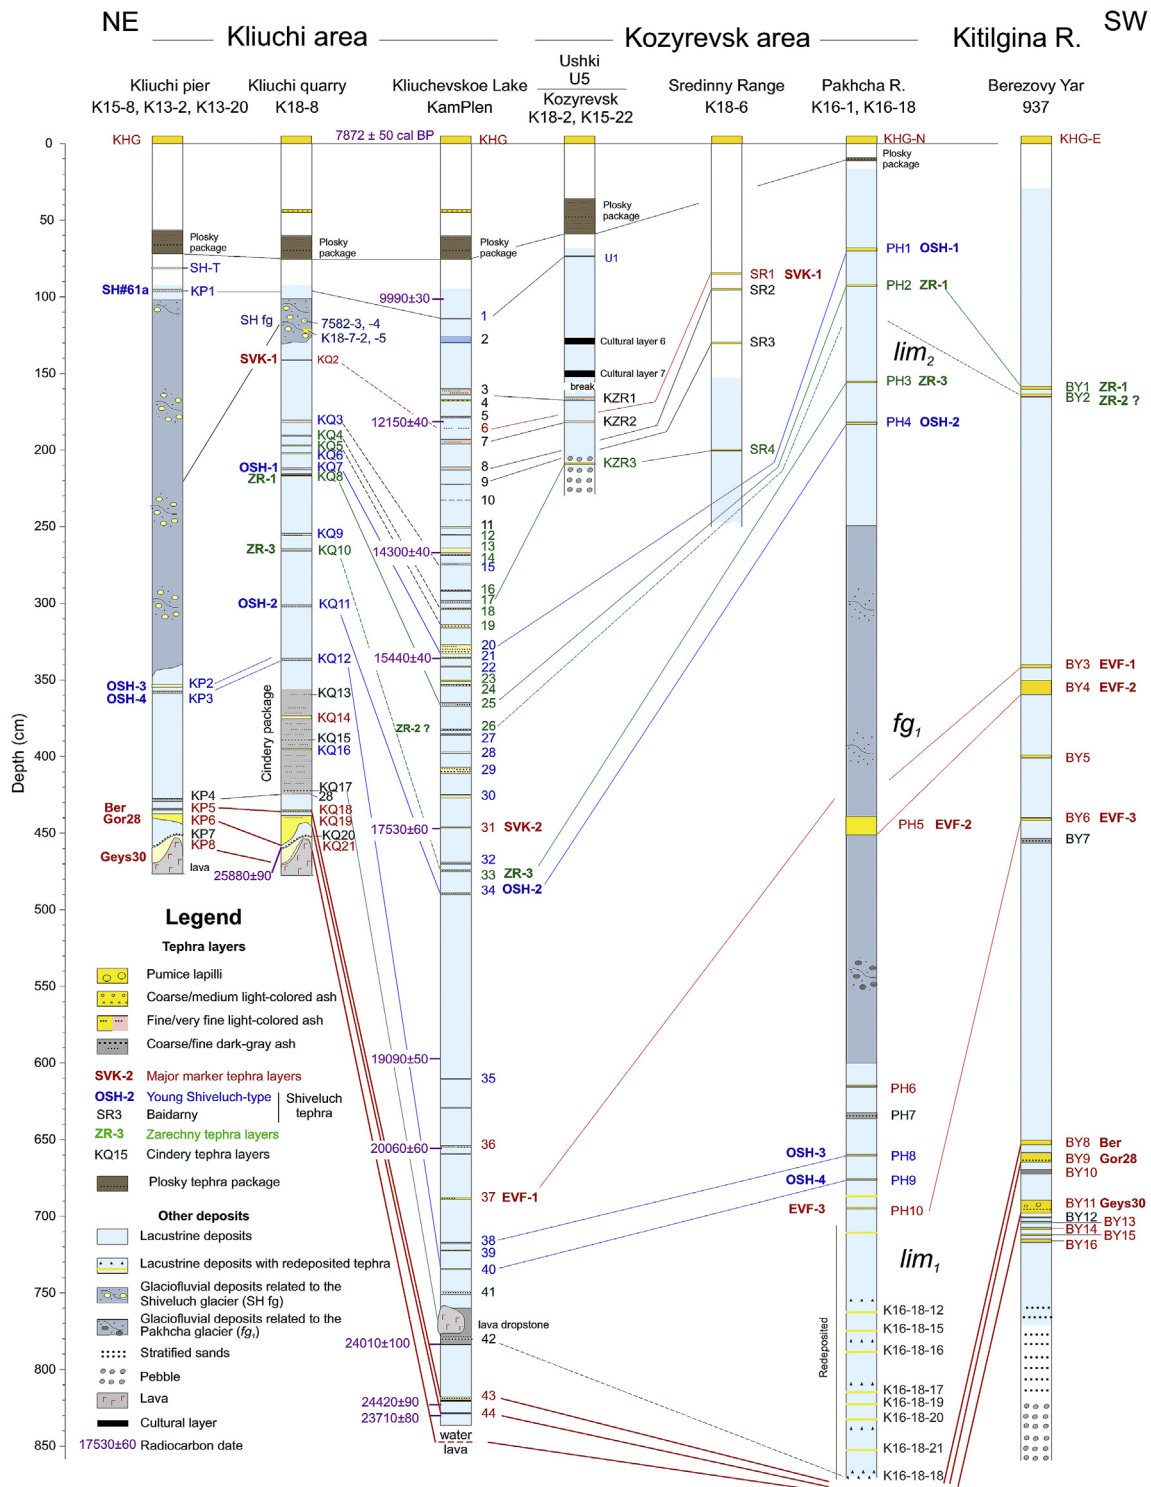 NE
SW
Kliuchi area
Kozyrevsk area
Kitilgina R.
Kliuchi pier
K15-8, K13-2, K13-20
Kliuchi quarry
K18-8
Kliuchevskoe Lake
KamPlen
Ushki
U5
Kozyrevsk
K18-2, K15-22
Sredinny Range
K18-6
Pakhcha R.
K16-1, K16-18
Berezovy Yar
937
Depth (cm)
0
50
100
150
200
250
300
350
400
450
500
550
600
650
700
750
800
850
KHG
Plosky
package
SH-T
SH#61a
KP1
OSH-3
KP2
OSH-4
KP3
KP4
Ber
KP5
Gor28
KP6
KP7
KP8
Geys30
lava
7872 ± 50 cal BP
Plosky
package
SH fg
7582-3, -4
K18-7-2, -5
SVK-1
KQ2
KQ3
KQ4
KQ5
KQ6
OSH-1
KQ7
ZR-1
KQ8
KQ9
ZR-3
KQ10
OSH-2
KQ11
KQ12
KQ13
KQ14
KQ15
KQ16
KQ17
28
KQ18
KQ19
KQ20
KQ21
Cindery package
25880±90
KHG
Plosky
package
9990±30
1
2
3
4
5
12150±40
6
7
8
9
10
11
12
13
14300±40
14
15
16
17
18
19
20
15440±40
21
22
23
24
25
ZR-2 ?
26
27
28
29
30
17530±60
31 SVK-2
32
33 ZR-3
34 OSH-2
19090±50
35
20060±60
36
37 EVF-1
38
39
40
41
lava dropstone
42
24010±100
43
24420±90
44
23710±80
water
lava
Plosky
package
U1
Cultural layer 6
Cultural layer 7
break
KZR1
KZR2
KZR3
SR1 SVK-1
SR2
SR3
SR4
KHG-N
Plosky
package
PH1 OSH-1
PH2 ZR-1
lim2
PH3 ZR-3
PH4 OSH-2
fg1
PH5 EVF-2
PH6
PH7
OSH-3
PH8
OSH-4
PH9
EVF-3
PH10
lim1
Redeposited
K16-18-12
K16-18-15
K16-18-16
K16-18-17
K16-18-19
K16-18-20
K16-18-21
K16-18-18
KHG-E
BY1 ZR-1
BY2 ZR-2 ?
BY3 EVF-1
BY4 EVF-2
BY5
BY6 EVF-3
BY7
BY8 Ber
BY9 Gor28
BY10
BY11 Geys30
BY12
BY13
BY14
BY15
BY16
Legend
Tephra layers
Pumice lapilli
Coarse/medium light-colored ash
Fine/very fine light-colored ash
Coarse/fine dark-gray ash
SVK-2 Major marker tephra layers
OSH-2 Young Shiveluch-type
SR3 Baidarny
Shiveluch
tephra
ZR-3 Zarechny tephra layers
KQ15 Cindery tephra layers
Plosky tephra package
Other deposits
Lacustrine deposits
Lacustrine deposits with redeposited tephra
Glaciofluvial deposits related to the
Shiveluch glacier (SH fg)
Glaciofluvial deposits related to the
Pakhcha glacier (fg1)
Stratified sands
Pebble
Lava
Cultural layer
17530±60 Radiocarbon date